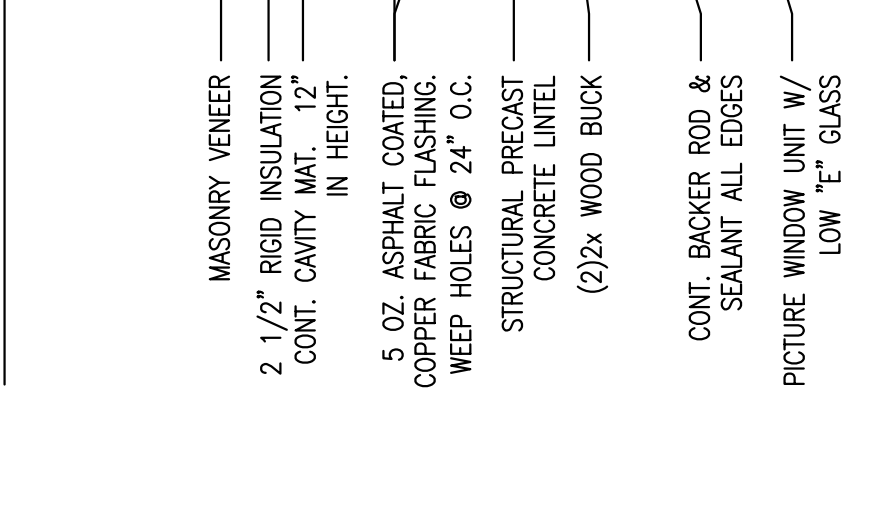 MASONRY VENEER
2 1/2" RIGID INSULATION
CONT. CAVITY MAT. 12"
IN HEIGHT.
5 OZ. ASPHALT COATED,
COPPER FABRIC FLASHING.
WEEP HOLES @ 24" O.C.
STRUCTURAL PRECAST
CONCRETE LINTEL
(2)2x WOOD BUCK
CONT. BACKER ROD &
SEALANT ALL EDGES
PICTURE WINDOW UNIT W/
LOW "E" GLASS